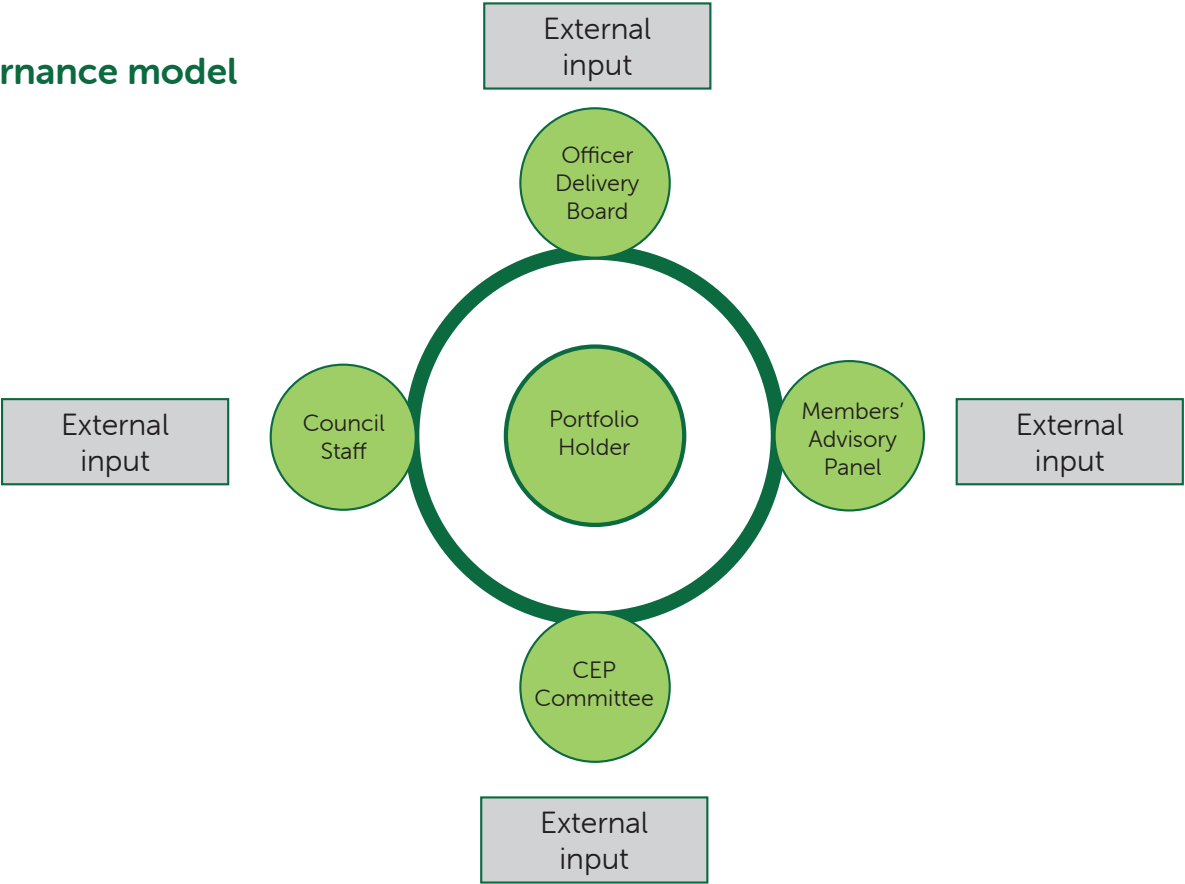 External
input
rnance model
Officer
Delivery
Board
External
input
Council
Staff
Portfolio
Holder
Members’
Advisory
Panel
External
input
CEP
Committee
External
input